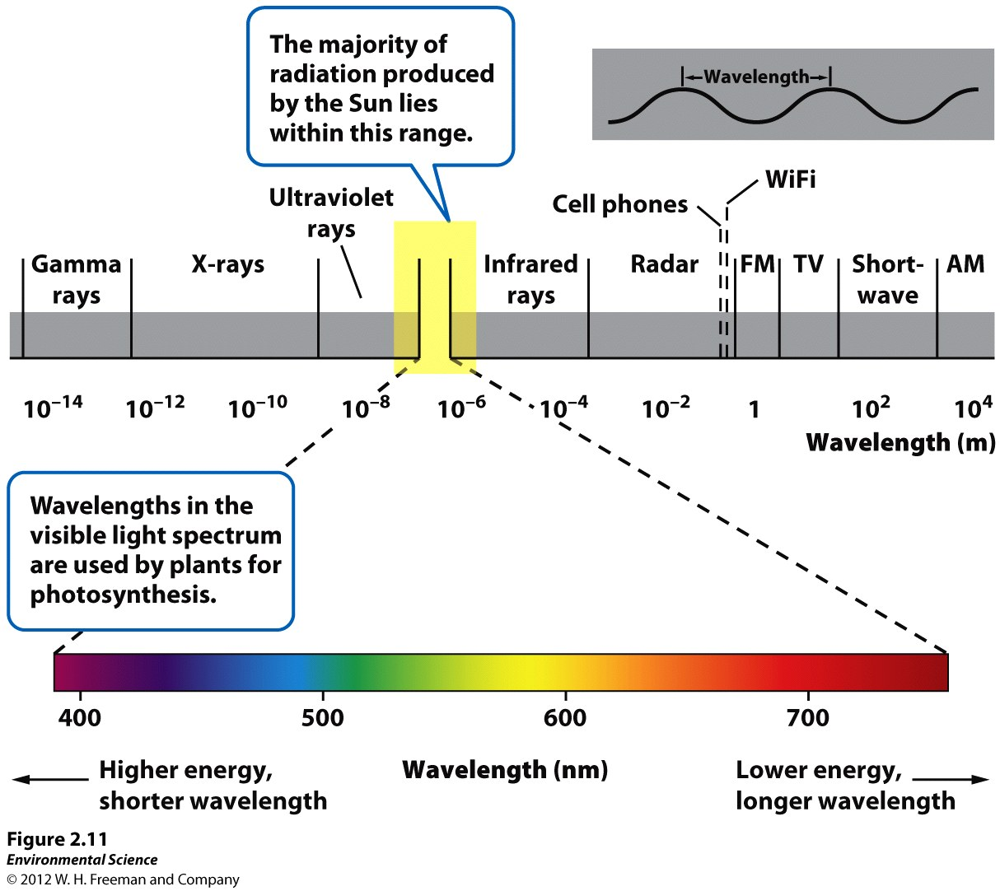 The majority of
radiation produced
by the Sun lies
within this range.
Wavelength
WiFi
Cell phones
Ultraviolet
rays
Gamma
rays
X-rays
Infrared
rays
Radar
FM
TV
Short-
wave
AM
10⁻¹⁴ 10⁻¹² 10⁻¹⁰ 10⁻⁸ 10⁻⁶ 10⁻⁴ 10⁻² 1 10² 10⁴
Wavelength (m)
Wavelengths in the
visible light spectrum
are used by plants for
photosynthesis.
400 500 600 700
Higher energy,
shorter wavelength
Wavelength (nm)
Lower energy,
longer wavelength
Figure 2.11
Environmental Science
© 2012 W. H. Freeman and Company